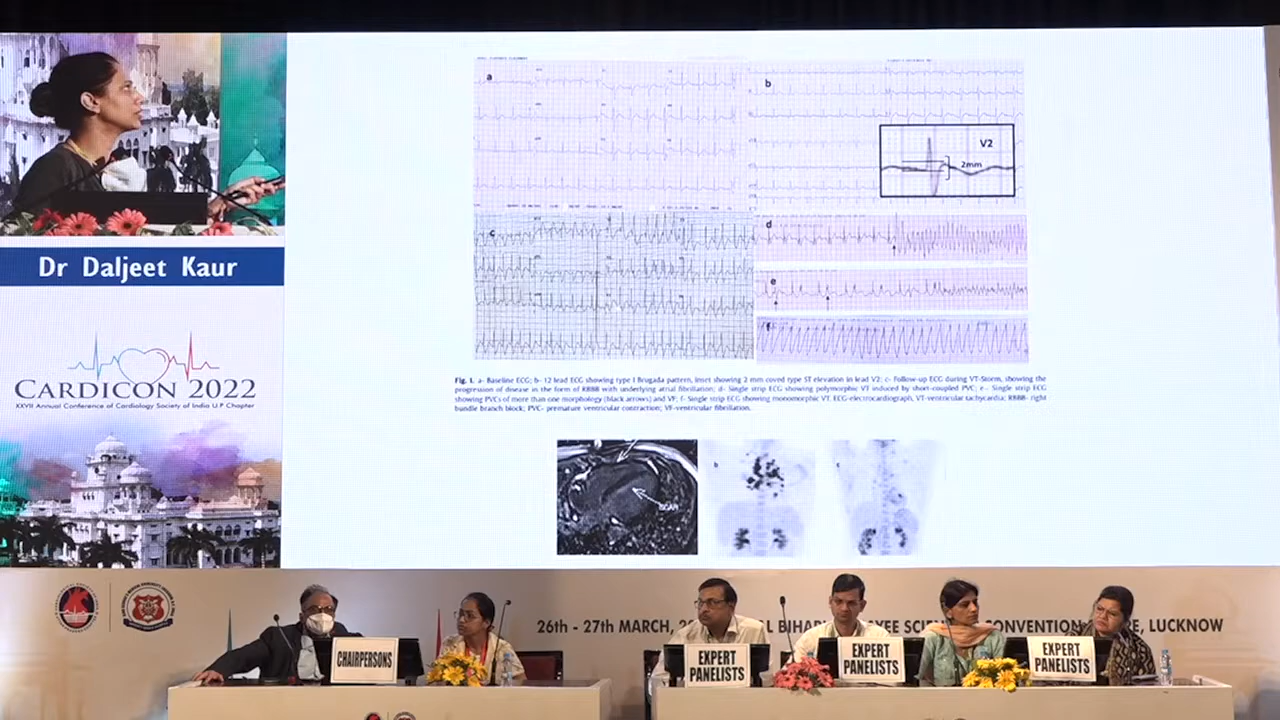 Dr Daljeet Kaur
CARDICON 2022
XXVII Annual Conference of Cardiology Society of India U.P Chapter
a
b
V2
2mm
c
d
e
f
Fig. 1. a- Baseline ECG; b- 12 lead ECG showing type I Brugada pattern, inset showing 2 mm coved type ST elevation in lead V2; c- Follow-up ECG during VT-Storm, showing the
progression of disease in the form of RBBB with underlying atrial fibrillation; d- Single strip ECG showing polymorphic VT induced by short-coupled PVC; e- Single strip ECG
showing PVCs of more than one morphology (black arrows) and VF; f- Single strip ECG showing monomorphic VT. ECG-electrocardiograph, VT-ventricular tachycardia; RBBB- right
bundle branch block; PVC- premature ventricular contraction; VF-ventricular fibrillation.
SCAR
b
c
26th - 27th MARCH, CONVENTION LUCKNOW
CHAIRPERSONS
EXPERT
PANELISTS
EXPERT
PANELISTS
EXPERT
PANELISTS